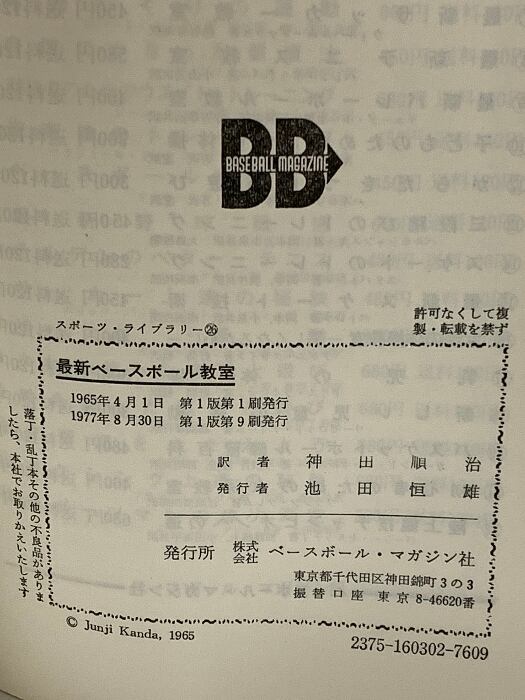 BB
BASEBALL MAGAZINE
スポーツ・ライブラリー㉖
許可なくして複
製・転載を禁ず
最新ベースボール教室
1965年4月1日 第1版第1刷発行
1977年8月30日 第1版第9刷発行
訳者 神田順治
発行者 池田恒雄
発行所 株式会社 ベースボール・マガジン社
東京都千代田区神田錦町3の3
振替口座 東京8-46620番
落丁・乱丁本その他の不良品がありま
したら、本社でお取りかえいたします
© Junji Kanda, 1965
2375-160302-7609